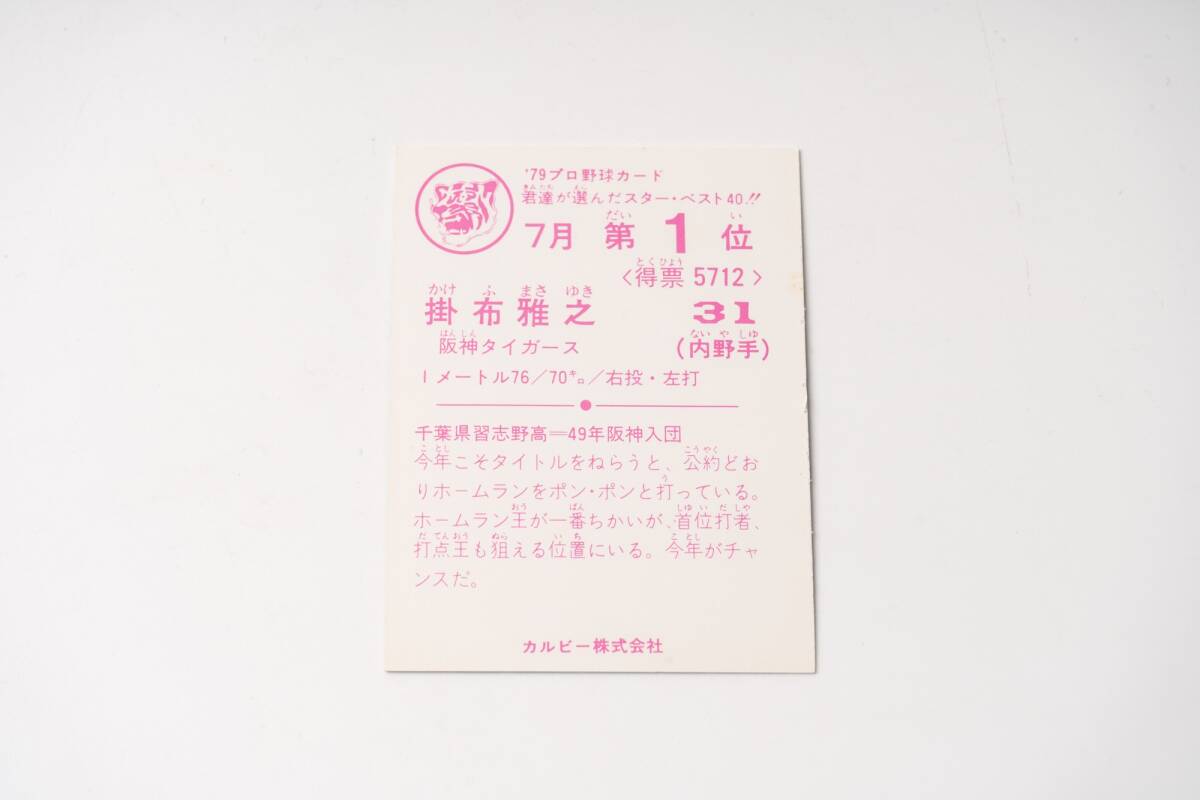 '79プロ野球カード
君達が選んだスター・ベスト40.!!
7月 第 1 位
<得票 5712>
掛布雅之 31
阪神タイガース (内野手)
1メートル76/70キロ/右投・左打
千葉県習志野高=49年阪神入団
今年こそタイトルをねらうと、公約どお
りホームランをポン・ポンと打っている。
ホームラン王が一番ちかいが、首位打者、
打点王も狙える位置にいる。今年がチャ
ンスだ。
カルビー株式会社